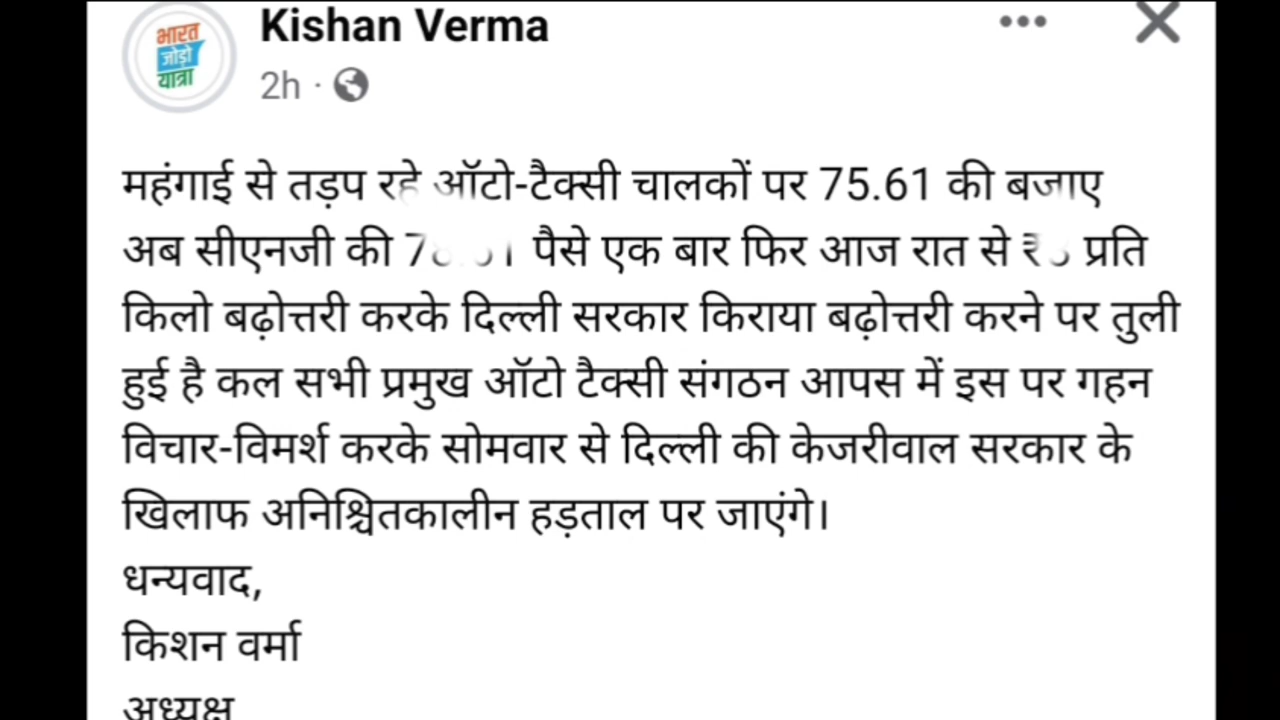 भारत
जोड़ो
यात्रा
Kishan Verma
2h ·
महंगाई से तड़प रहे ऑटो-टैक्सी चालकों पर 75.61 की बजाए
अब सीएनजी की पैसे एक बार फिर आज रात से प्रति
किलो बढ़ोत्तरी करके दिल्ली सरकार किराया बढ़ोत्तरी करने पर तुली
हुई है कल सभी प्रमुख ऑटो टैक्सी संगठन आपस में इस पर गहन
विचार-विमर्श करके सोमवार से दिल्ली की केजरीवाल सरकार के
खिलाफ अनिश्चितकालीन हड़ताल पर जाएंगे।
धन्यवाद,
किशन वर्मा
अध्यक्ष